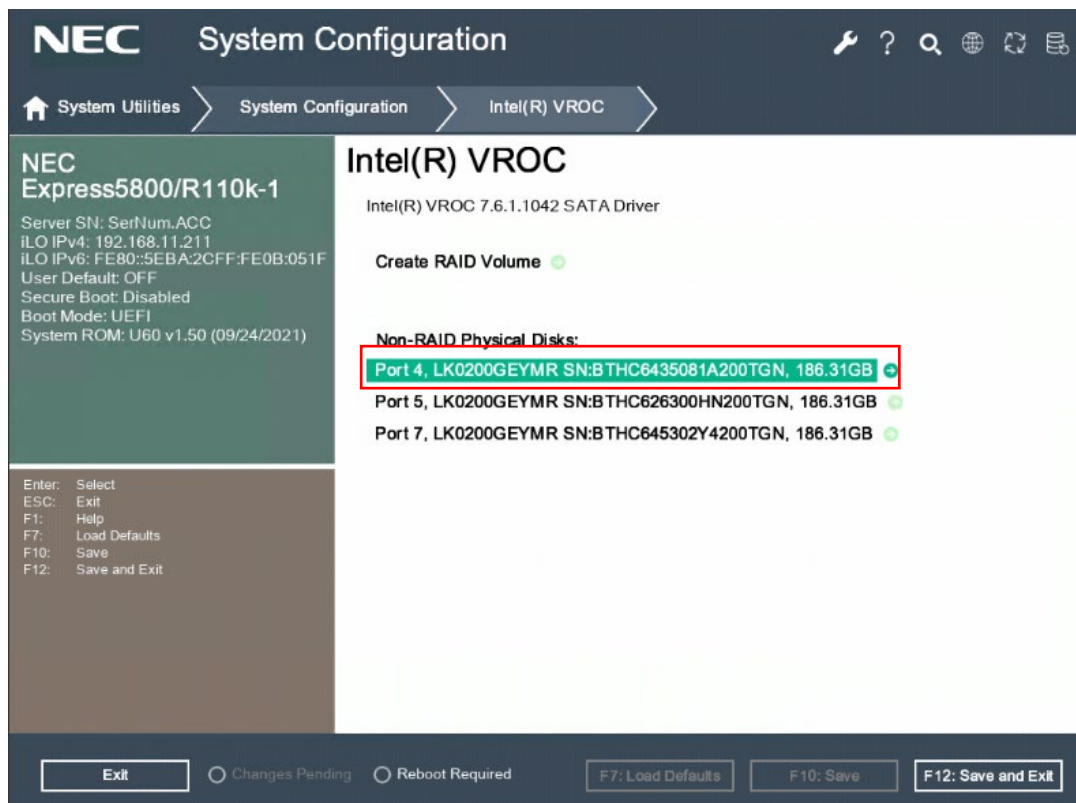 NEC System Configuration
System Utilities System Configuration Intel(R) VROC
NEC
Express5800/R110k-1
Server SN: SerNum.ACC
iLO IPv4: 192.168.11.211
iLO IPv6: FE80::5EBA:2CFF:FE0B:051F
User Default: OFF
Secure Boot: Disabled
Boot Mode: UEFI
System ROM: U60 v1.50 (09/24/2021)
Enter: Select
ESC: Exit
F1: Help
F7: Load Defaults
F10: Save
F12: Save and Exit
Intel(R) VROC
Intel(R) VROC 7.6.1.1042 SATA Driver
Create RAID Volume
Non-RAID Physical Disks:
Port 4, LK0200GEYMR SN:BTHC6435081A200TGN, 186.31GB
Port 5, LK0200GEYMR SN:BTHC626300HN200TGN, 186.31GB
Port 7, LK0200GEYMR SN:BTHC645302Y4200TGN, 186.31GB
Exit Changes Pending Reboot Required F7: Load Defaults F10: Save F12: Save and Exit